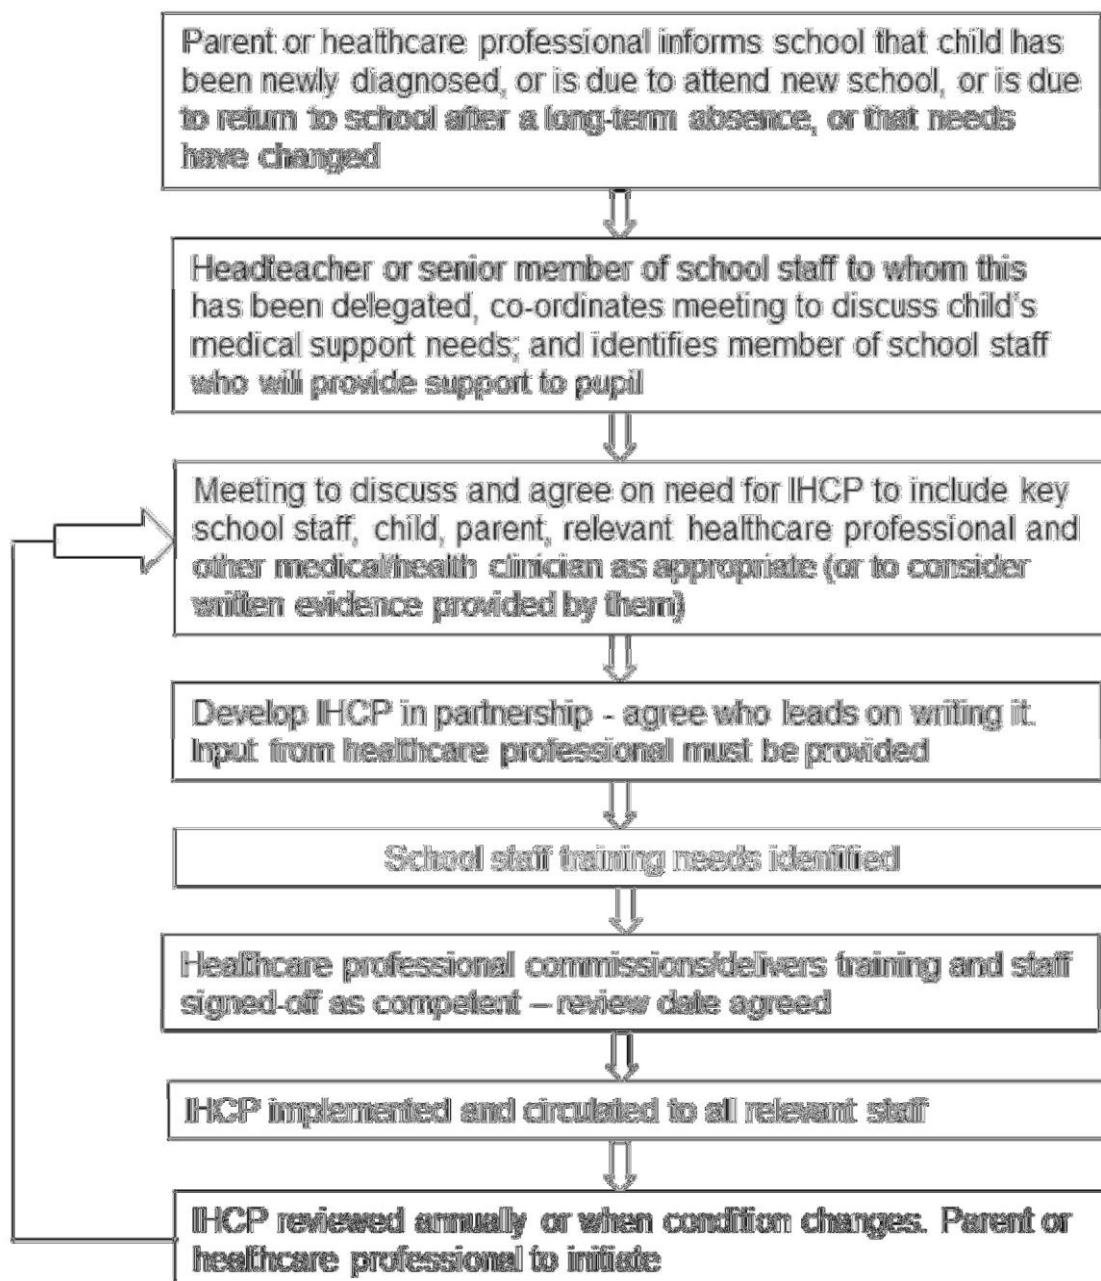 Parent or healthcare professional informs school that child has
been newly diagnosed, or is due to attend new school, or is due
to return to school after a long-term absence, or that needs
have changed
Headteacher or senior member of school staff to whom this
has been delegated, co-ordinates meeting to discuss child's
medical support needs; and identifies member of school staff
who will provide support to pupil
Meeting to discuss and agree on need for IHCP to include key
school staff, child, parent, relevant healthcare professional and
other medical/health clinician as appropriate (or to consider
written evidence provided by them)
Develop IHCP in partnership - agree who leads on writing it.
Input from healthcare professional must be provided
School staff training needs identified
Healthcare professional commissions/delivers training and staff
signed-off as competent – review date agreed
IHCP implemented and circulated to all relevant staff
IHCP reviewed annually or when condition changes. Parent or
healthcare professional to initiate